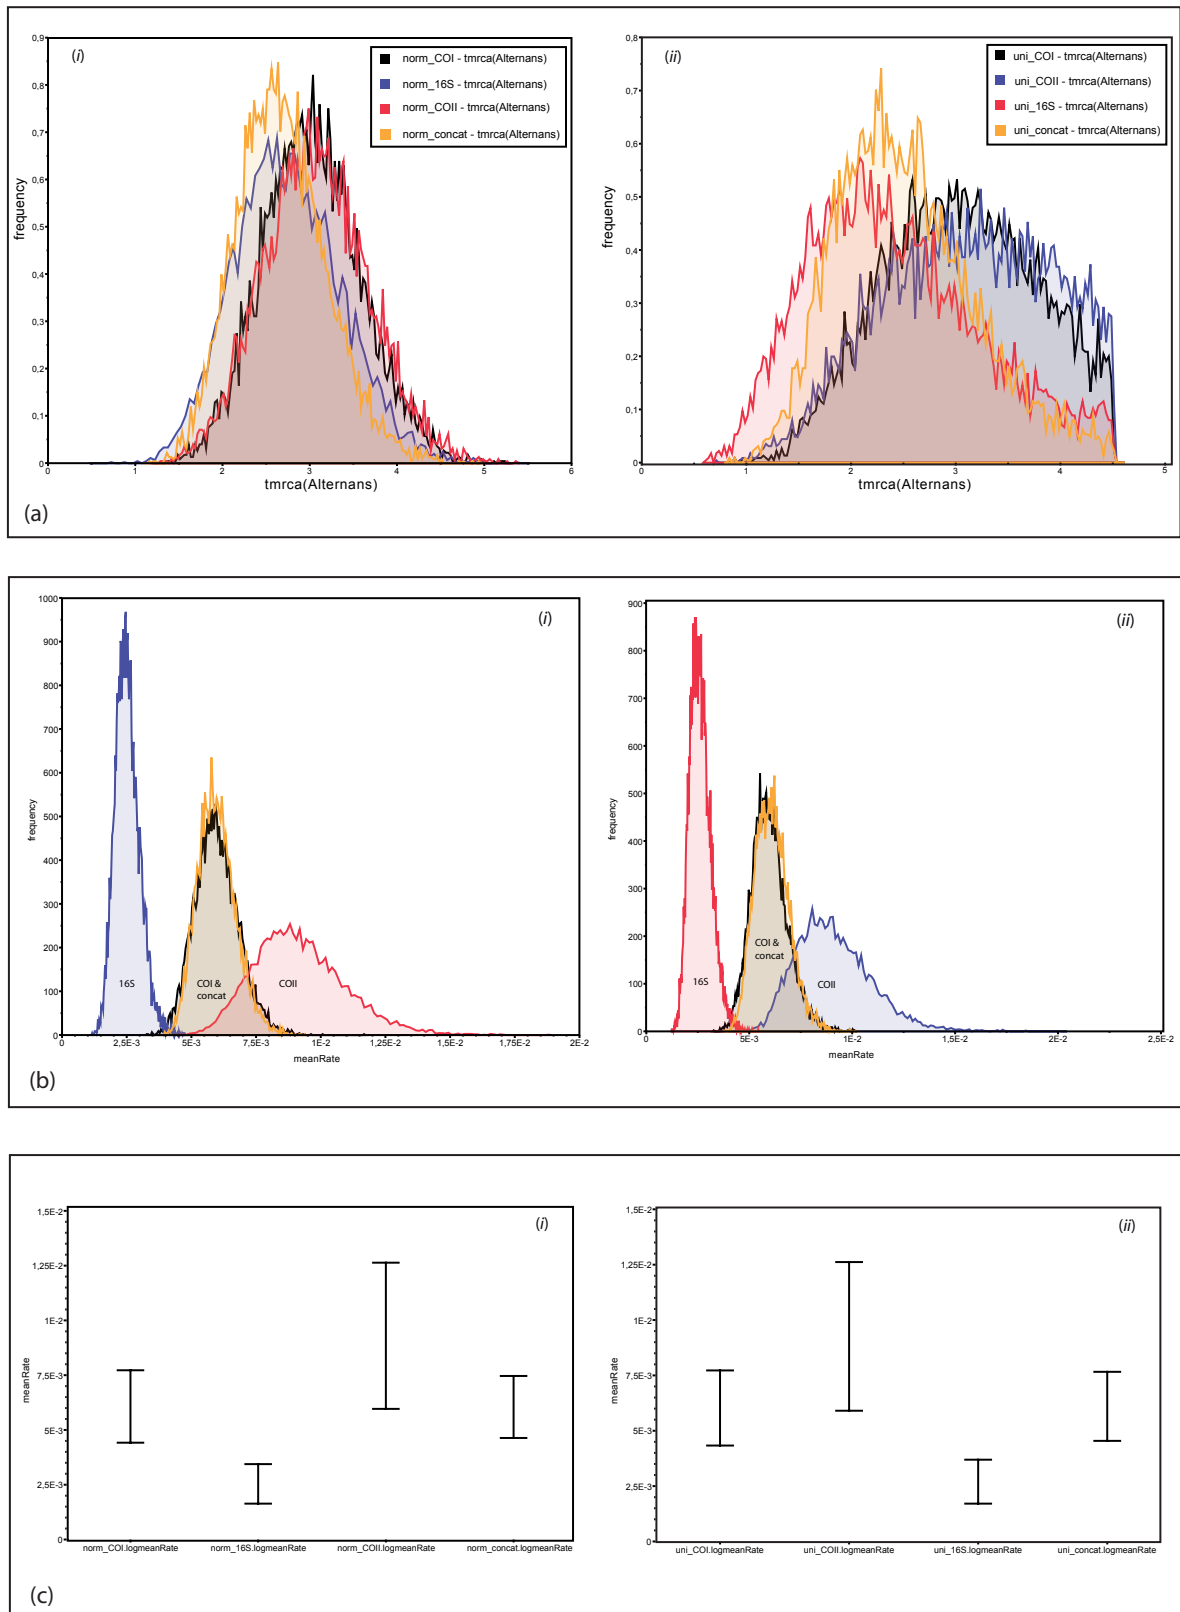 (i)
norm_COI - tmrca(Alternans)
norm_16S - tmrca(Alternans)
norm_COII - tmrca(Alternans)
norm_concat - tmrca(Alternans)
0,9
0,8
0,7
0,6
0,5
0,4
0,3
0,2
0,1
0
frequency
0 1 2 3 4 5 6
tmrca(Alternans)
(ii)
uni_COI - tmrca(Alternans)
uni_COII - tmrca(Alternans)
uni_16S - tmrca(Alternans)
uni_concat - tmrca(Alternans)
0,8
0,7
0,6
0,5
0,4
0,3
0,2
0,1
0
frequency
0 1 2 3 4 5
tmrca(Alternans)
(a)
(i)
1000
900
800
700
600
500
400
300
200
100
0
frequency
16S
COI &
concat
COII
0 2,5E-3 5E-3 7,5E-3 1E-2 1,25E-2 1,5E-2 1,75E-2 2E-2
meanRate
(ii)
900
800
700
600
500
400
300
200
100
0
frequency
16S
COI &
concat
COII
0 5E-3 1E-2 1,5E-2 2E-2 2,5E-2
meanRate
(b)
(i)
1,5E-2
1,25E-2
1E-2
7,5E-3
5E-3
2,5E-3
0
meanRate
norm_COI.logmeanRate norm_16S.logmeanRate norm_COII.logmeanRate norm_concat.logmeanRate
(ii)
1,5E-2
1,25E-2
1E-2
7,5E-3
5E-3
2,5E-3
0
meanRate
uni_COI.logmeanRate uni_COII.logmeanRate uni_16S.logmeanRate uni_concat.logmeanRate
(c)